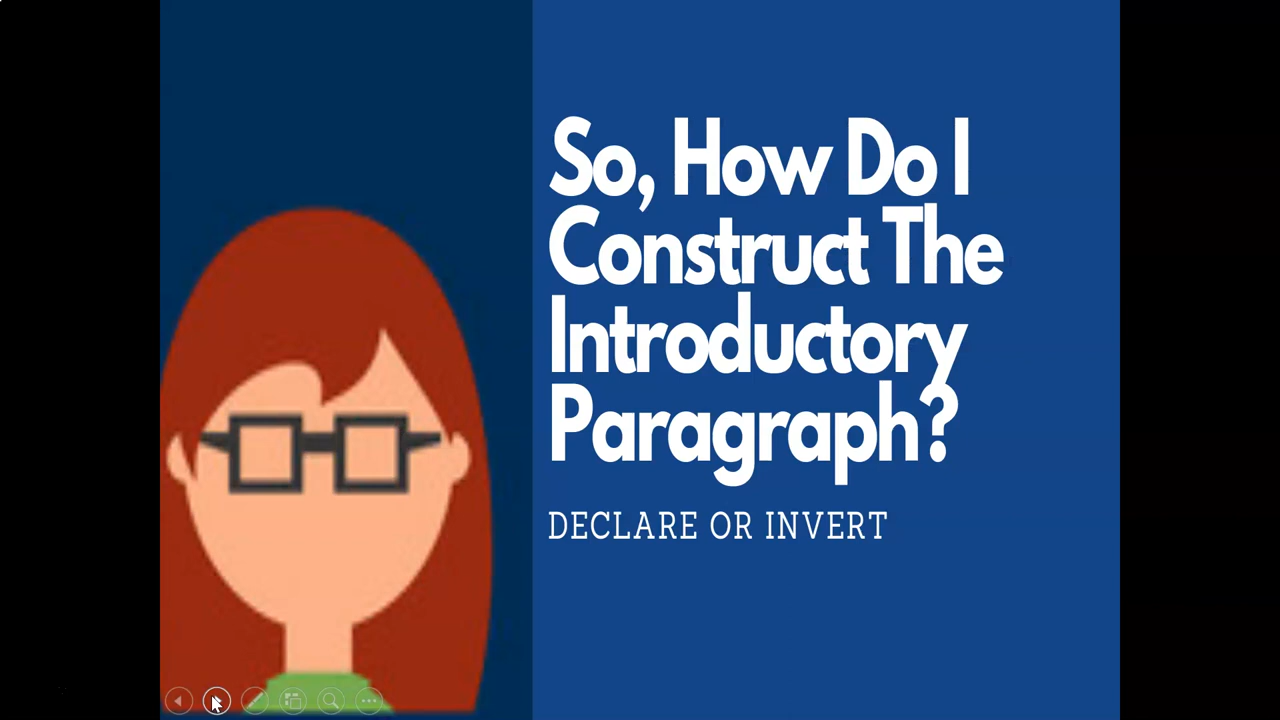 So, How Do I
Construct The
Introductory
Paragraph?
DECLARE OR INVERT